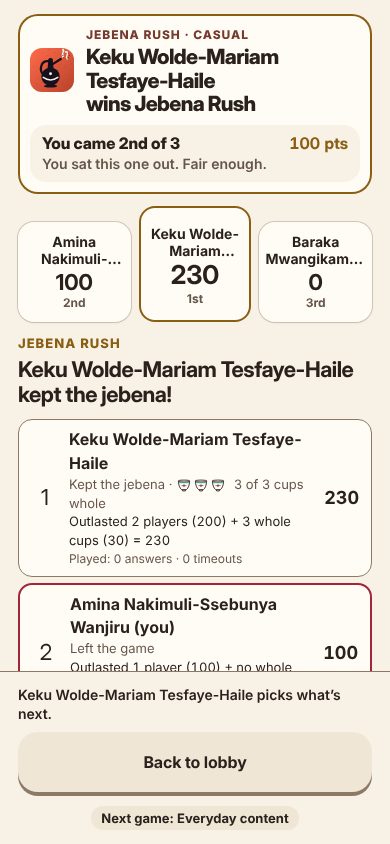 JEBENA RUSH · CASUAL
Keku Wolde-Mariam
Tesfaye-Haile
wins Jebena Rush
You came 2nd of 3 100 pts
You sat this one out. Fair enough.
Amina
Nakimuli-…
100
2nd
Keku Wolde-
Mariam…
230
1st
Baraka
Mwangikam…
0
3rd
JEBENA RUSH
Keku Wolde-Mariam Tesfaye-Haile
kept the jebena!
1
Keku Wolde-Mariam Tesfaye-
Haile
Kept the jebena · 3 of 3 cups
whole
Outlasted 2 players (200) + 3 whole
cups (30) = 230
Played: 0 answers · 0 timeouts
230
2
Amina Nakimuli-Ssebunya
Wanjiru (you)
Left the game
Outlasted 1 player (100) + no whole
100
Keku Wolde-Mariam Tesfaye-Haile picks what’s
next.
Back to lobby
Next game: Everyday content